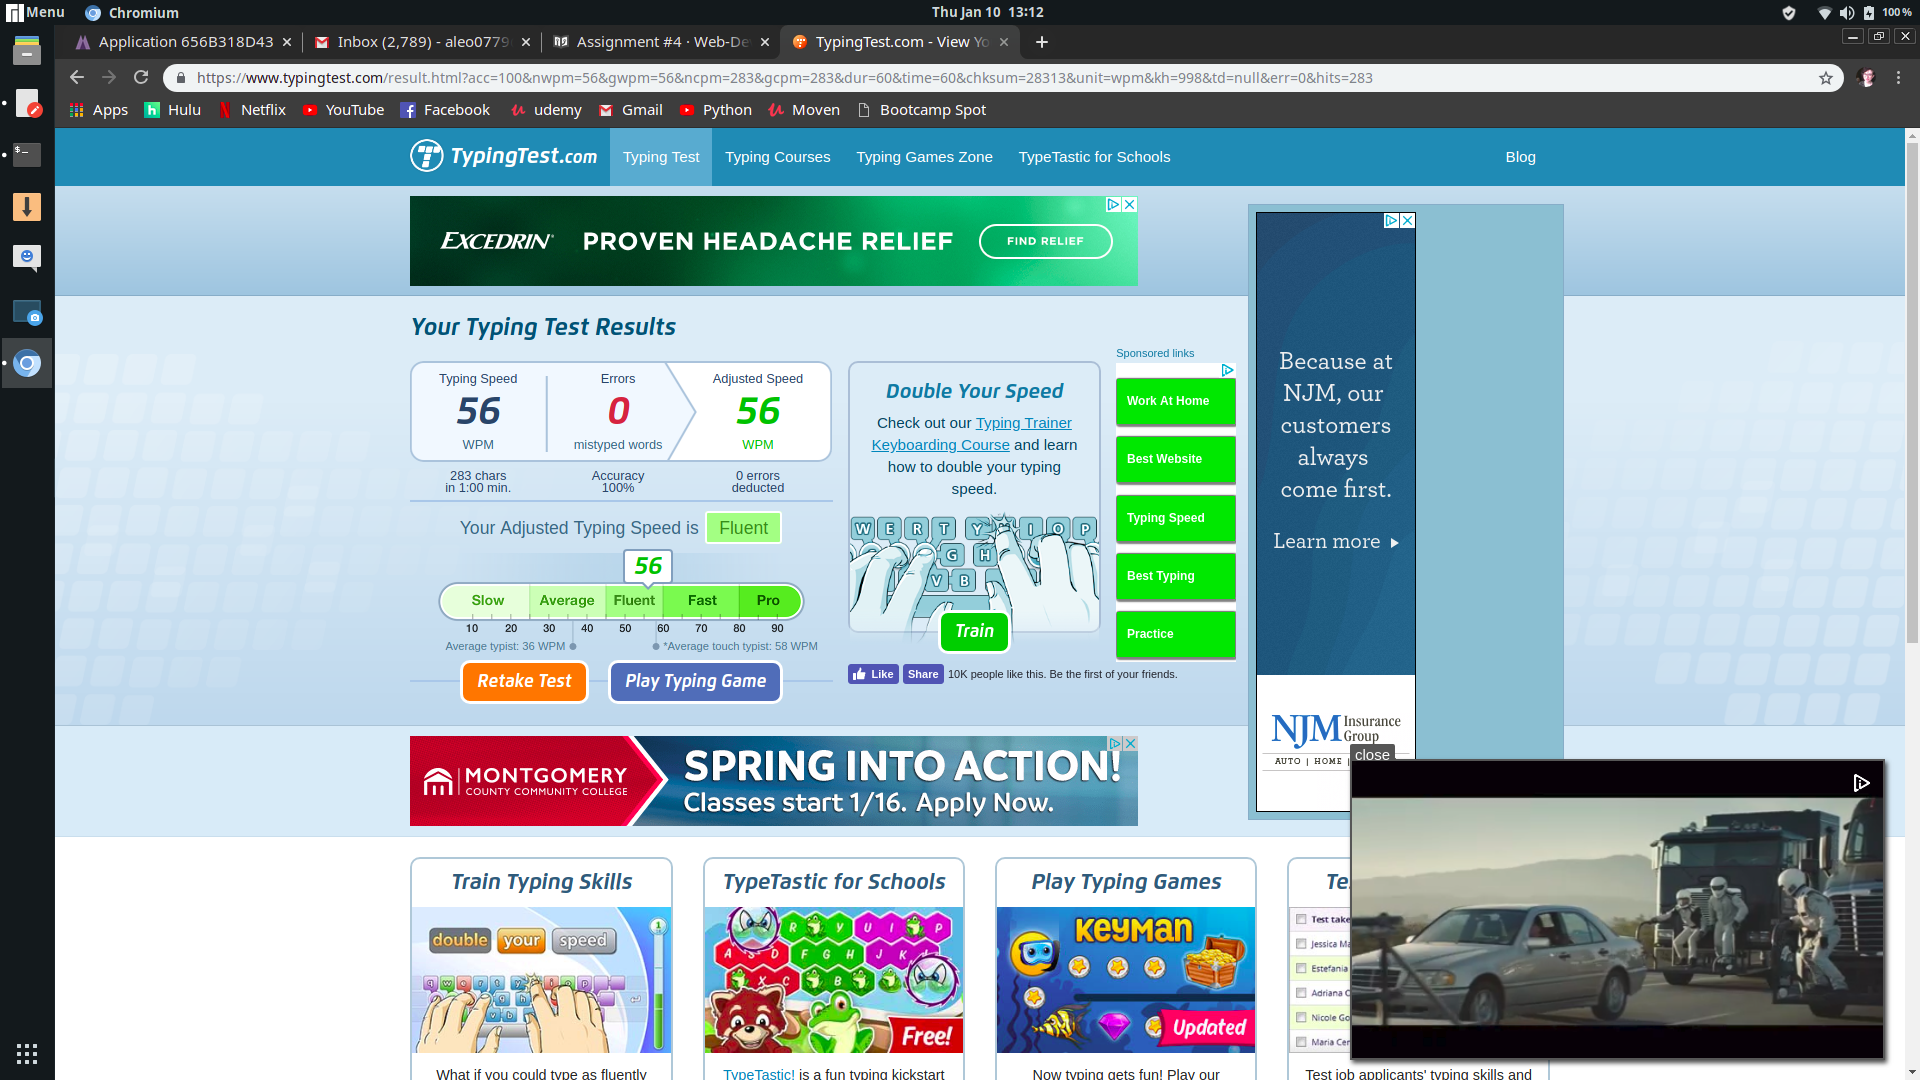 Menu
Chromium
Thu Jan 10 13:12
100 %
Application 656B318D43
Inbox (2,789) - aleo0779
Assignment #4 · Web-De
TypingTest.com - View Yo
https://www.typingtest.com/result.html?acc=100&nwpm=56&gwpm=56&ncpm=283&gcpm=283&dur=60&time=60&chksum=28313&unit=wpm&kh=998&td=null&err=0&hits=283
Apps
Hulu
Netflix
YouTube
Facebook
udemy
Gmail
Python
Moven
Bootcamp Spot
TypingTest.com
Typing Test
Typing Courses
Typing Games Zone
TypeTastic for Schools
Blog
EXCEDRIN
PROVEN HEADACHE RELIEF
FIND RELIEF
Your Typing Test Results
Typing Speed
56
WPM
Errors
0
mistyped words
Adjusted Speed
56
WPM
283 chars
in 1:00 min.
Accuracy
100%
0 errors
deducted
Your Adjusted Typing Speed is Fluent
56
Slow Average Fluent Fast Pro
10 20 30 40 50 60 70 80 90
Average typist: 36 WPM
*Average touch typist: 58 WPM
Retake Test
Play Typing Game
Double Your Speed
Check out our Typing Trainer
Keyboarding Course and learn
how to double your typing
speed.
W E R T Y I O P
G H
V B
Train
Like
Share
10K people like this. Be the first of your friends.
Sponsored links
Work At Home
Best Website
Typing Speed
Best Typing
Practice
Because at
NJM, our
customers
always
come first.
Learn more
NJM Insurance
Group
AUTO | HOME |
close
MONTGOMERY
COUNTY COMMUNITY COLLEGE
SPRING INTO ACTION!
Classes start 1/16. Apply Now.
Train Typing Skills
double your speed
What if you could type as fluently
TypeTastic for Schools
Free!
TypeTastic! is a fun typing kickstart
Play Typing Games
KEYMAN
Updated
Now typing gets fun! Play our
Te
Test take
Jessica Ma
Estefania
Adriana C
Nicole Go
Maria Cer
Test job applicants' typing skills and